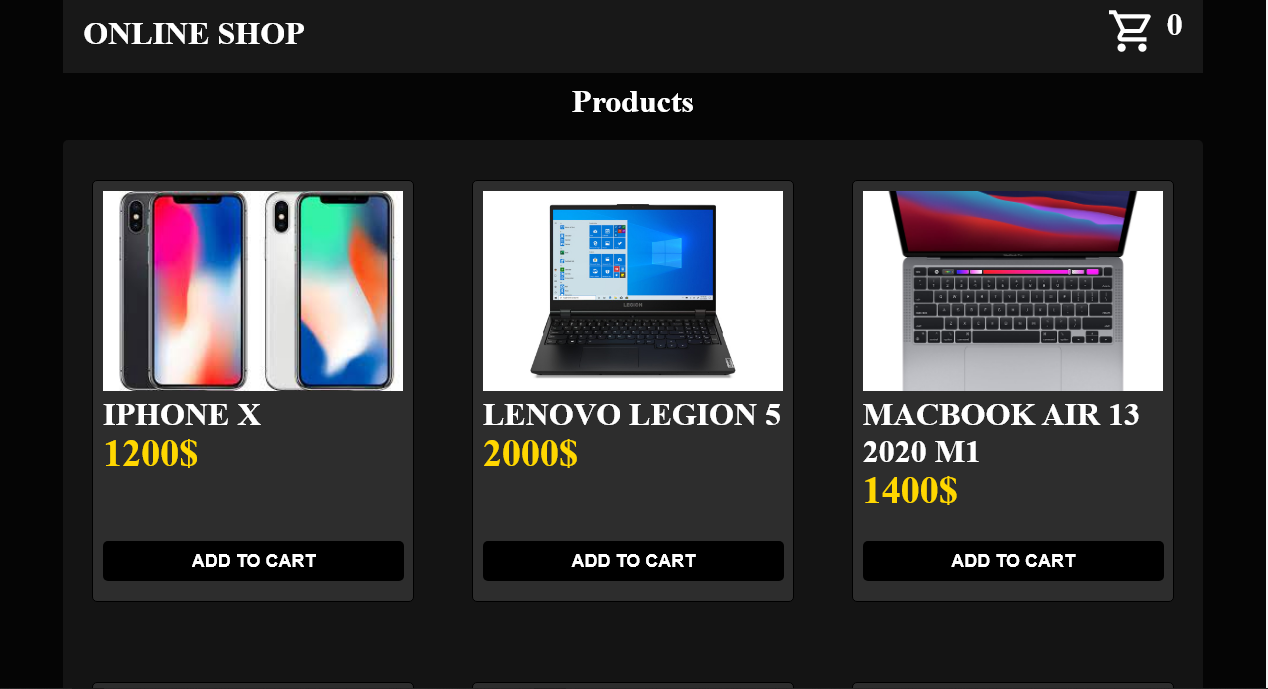 ONLINE SHOP
0
Products
IPHONE X
1200$
LENOVO LEGION 5
2000$
MACBOOK AIR 13
2020 M1
1400$
ADD TO CART
ADD TO CART
ADD TO CART
LEGION